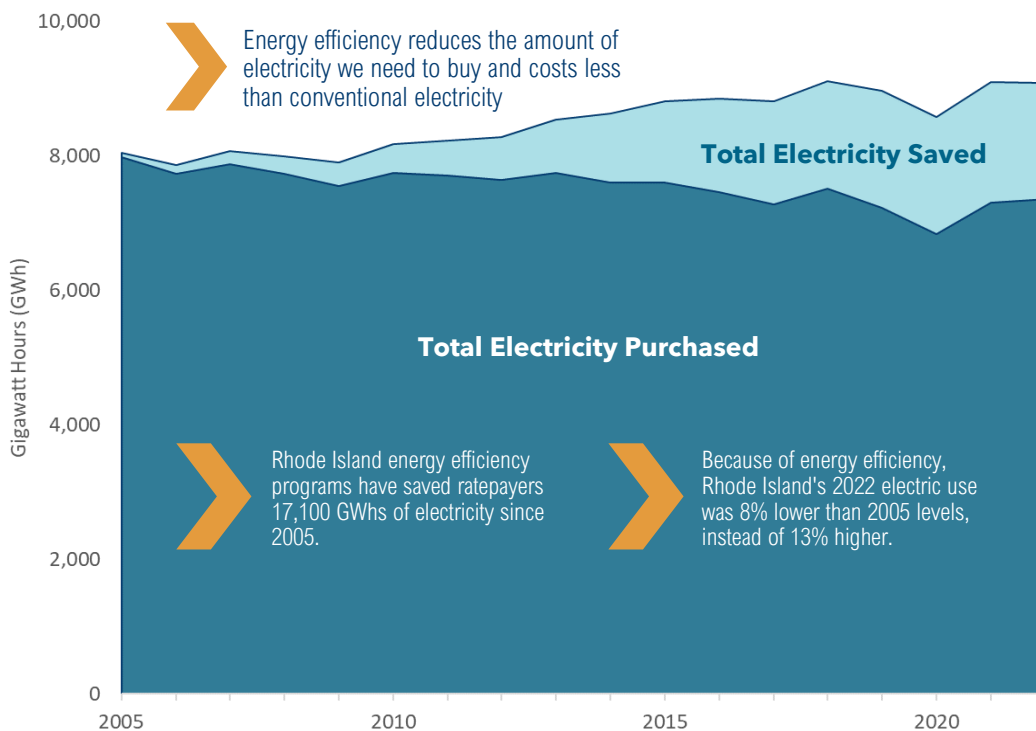 10,000
Energy efficiency reduces the amount of
electricity we need to buy and costs less
than conventional electricity
8,000
Total Electricity Saved
6,000
Gigawatt Hours (GWh)
Total Electricity Purchased
4,000
Rhode Island energy efficiency
programs have saved ratepayers
17,100 GWhs of electricity since
2005.
Because of energy efficiency,
Rhode Island's 2022 electric use
was 8% lower than 2005 levels,
instead of 13% higher.
2,000
0
2005
2010
2015
2020